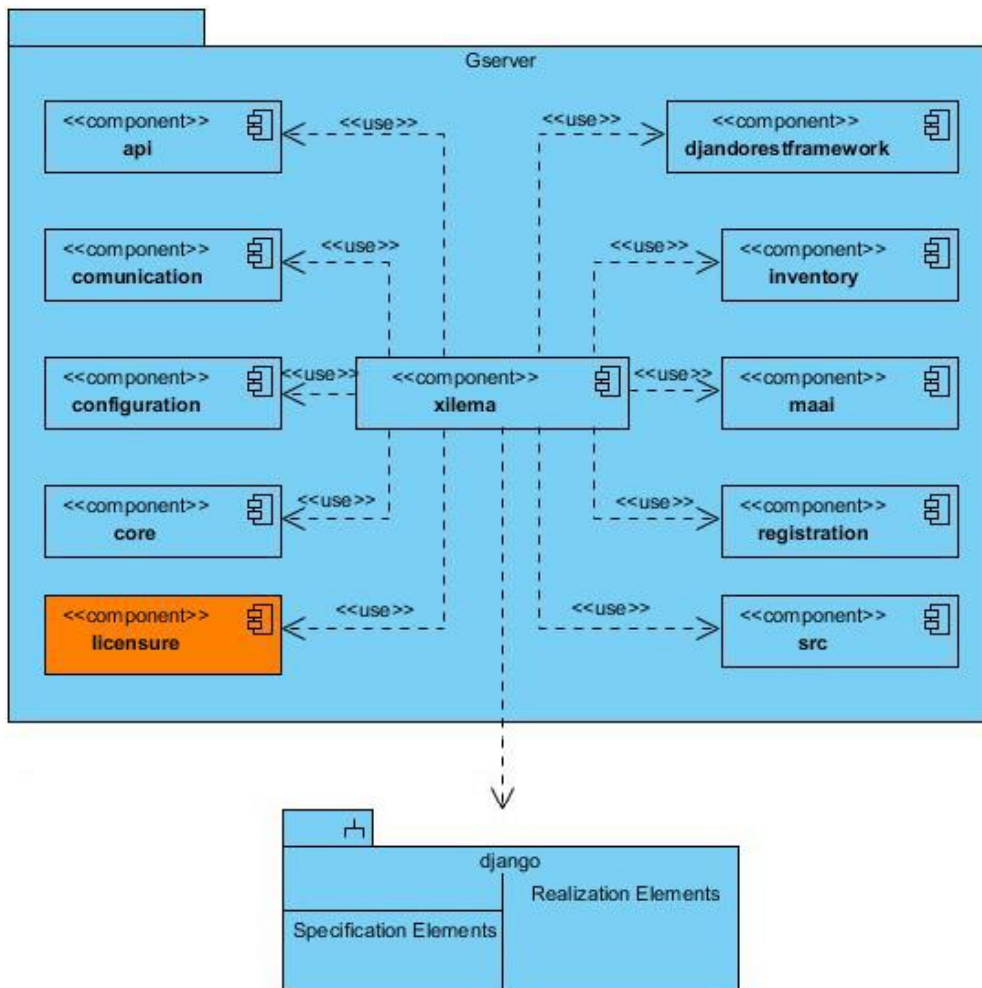 Gserver
<<component>>
api
<<use>>
<<use>>
<<component>>
djandorestframework
<<component>>
comunication
<<use>>
<<use>>
<<component>>
inventory
<<component>>
configuration
<<use>>
<<component>>
xilema
<<use>>
<<component>>
maai
<<component>>
core
<<use>>
<<use>>
<<component>>
registration
<<component>>
licensure
<<use>>
<<use>>
<<component>>
src
django
Specification Elements
Realization Elements